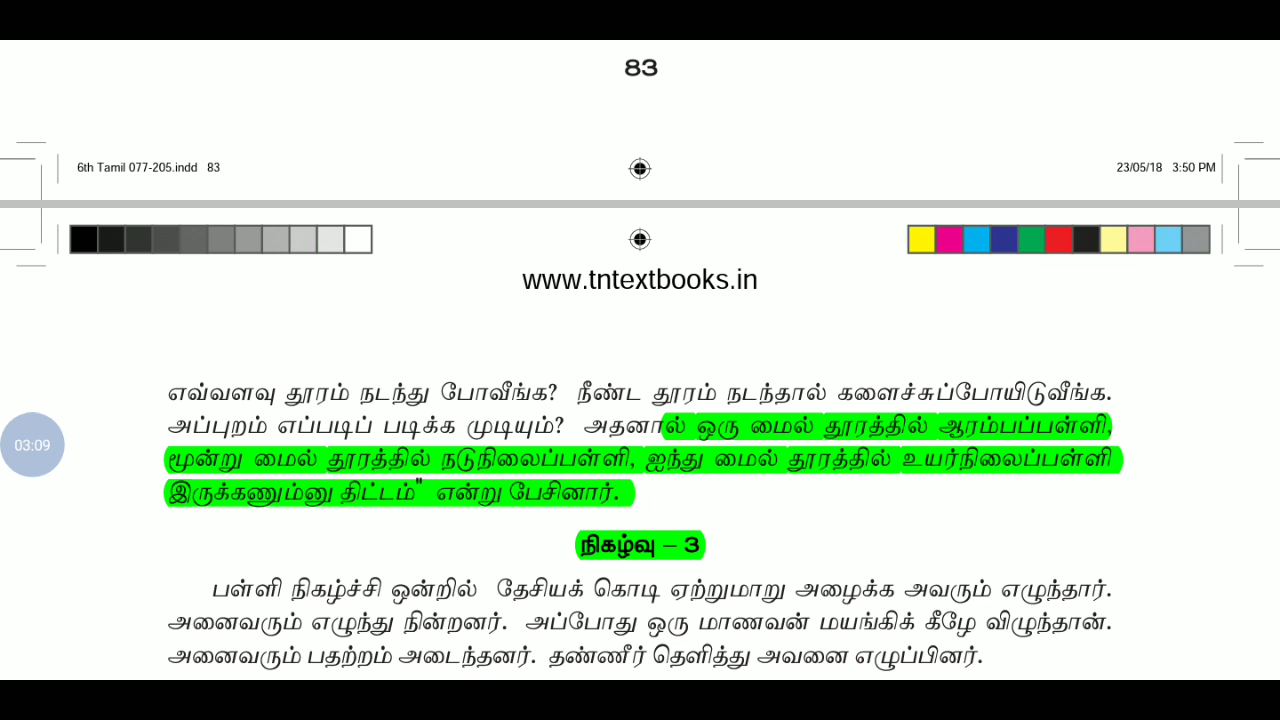 83
6th Tamil 077-205.indd 83
23/05/18 3:50 PM
www.tntextbooks.in
எவ்வளவு தூரம் நடந்து போவீங்க? நீண்ட தூரம் நடந்தால் களைச்சுப்போயிடுவீங்க.
அப்புறம் எப்படிப் படிக்க முடியும்? அதனால் ஒரு மைல் தூரத்தில் ஆரம்பப்பள்ளி,
மூன்று மைல் தூரத்தில் நடுநிலைப்பள்ளி, ஐந்து மைல் தூரத்தில் உயர்நிலைப்பள்ளி
03:09
இருக்கணும்னு திட்டம்" என்று பேசினார்.
நிகழ்வு – 3
பள்ளி நிகழ்ச்சி ஒன்றில் தேசியக் கொடி ஏற்றுமாறு அழைக்க அவரும் எழுந்தார்.
அனைவரும் எழுந்து நின்றனர். அப்போது ஒரு மாணவன் மயங்கிக் கீழே விழுந்தான்.
அனைவரும் பதற்றம் அடைந்தனர். தண்ணீர் தெளித்து அவனை எழுப்பினர்.